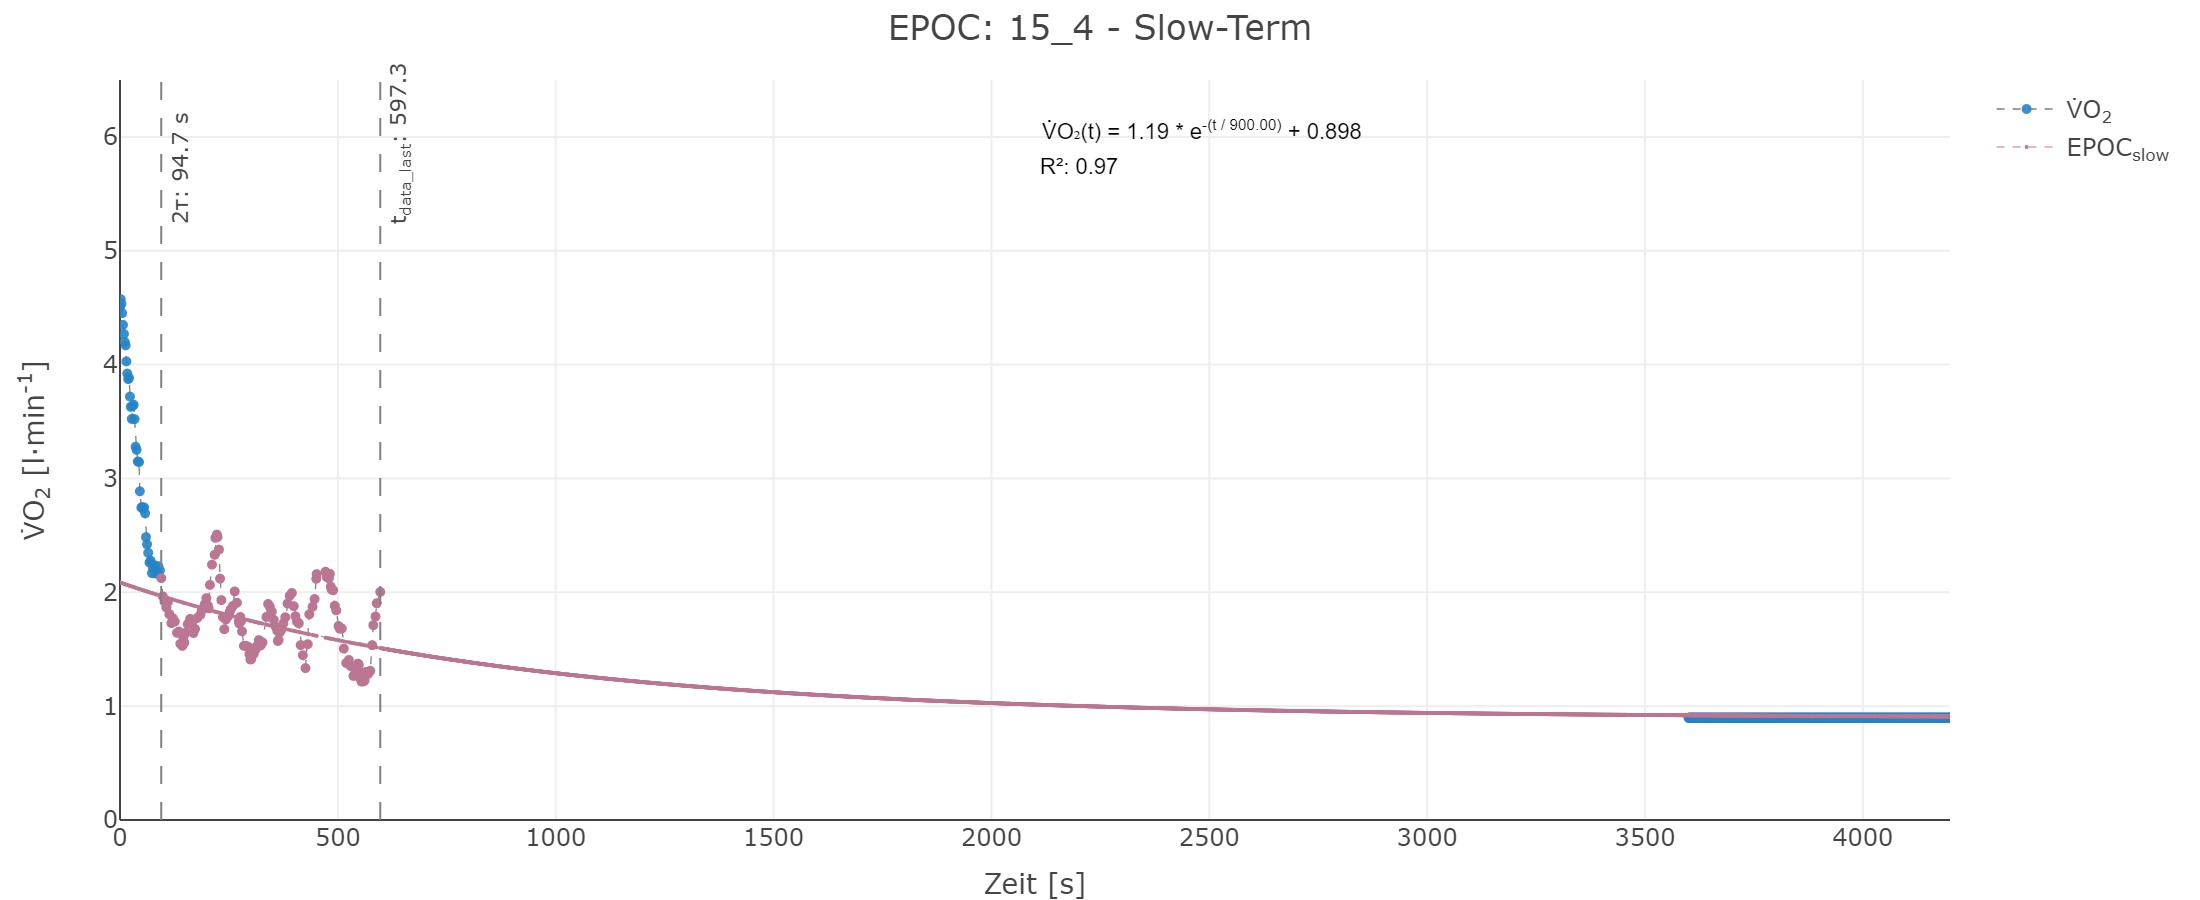 EPOC: 15_4 - Slow-Term
2τ: 94.7 s
t_data_last: 597.3
V̇O₂(t) = 1.19 * e^-(t / 900.00) + 0.898
R²: 0.97
V̇O₂
EPOC_slow
V̇O₂ [l·min⁻¹]
6
5
4
3
2
1
0
0 500 1000 1500 2000 2500 3000 3500 4000
Zeit [s]